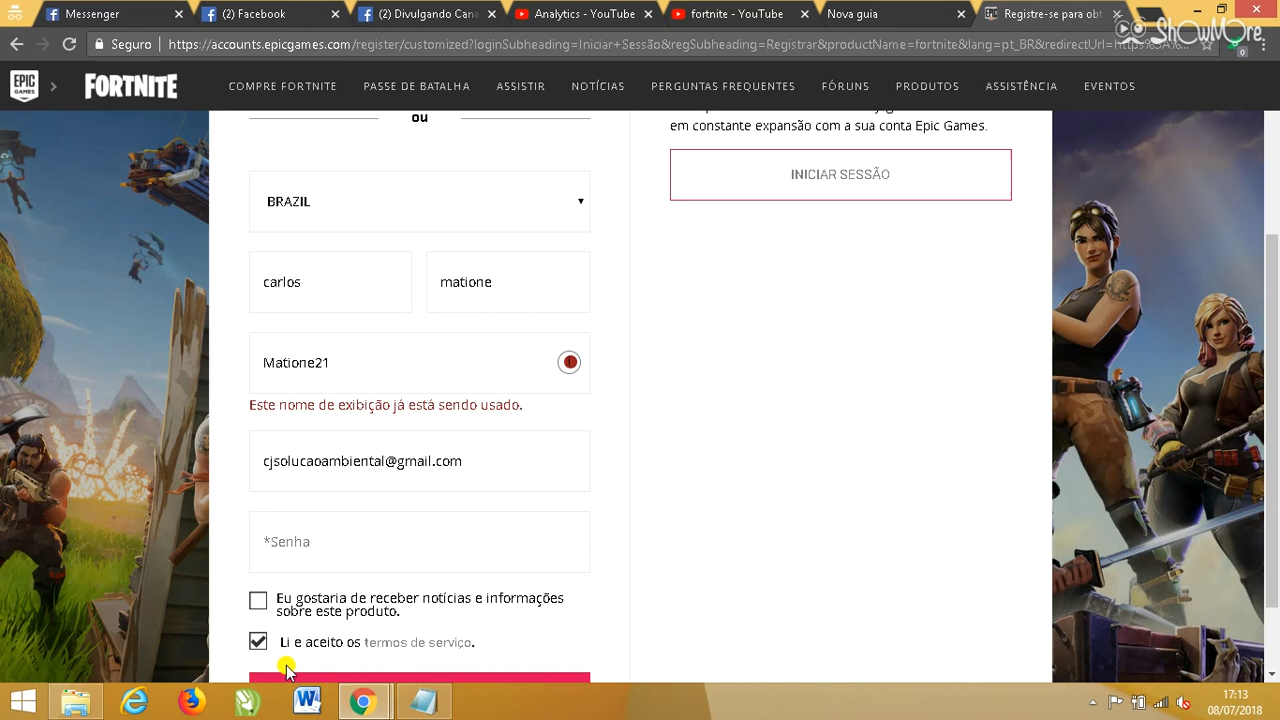 Messenger
(2) Facebook
(2) Divulgando Cana
Analytics - YouTube
fortnite - YouTube
Nova guia
Registre-se para obt
ShowMore.
Seguro
https://accounts.epicgames.com/register/customized?loginSubheading=Iniciar+Sessão&regSubheading=Registrar&productName=fortnite&lang=pt_BR&redirectUrl=https%3A%...
0
EPIC GAMES
FORTNITE
COMPRE FORTNITE
PASSE DE BATALHA
ASSISTIR
NOTÍCIAS
PERGUNTAS FREQUENTES
FÓRUNS
PRODUTOS
ASSISTÊNCIA
EVENTOS
ou
em constante expansão com a sua conta Epic Games.
INICIAR SESSÃO
BRAZIL
carlos
matione
Matione21
Este nome de exibição já está sendo usado.
cjsolucaoambiental@gmail.com
*Senha
Eu gostaria de receber notícias e informações
sobre este produto.
Li e aceito os termos de serviço.
17:13
08/07/2018